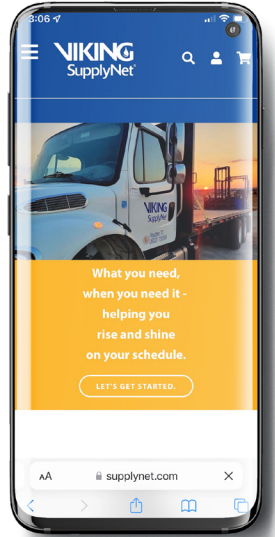 3:06
VIKING
SupplyNet
VIKING
SupplyNet
What you need,
when you need it -
helping you
rise and shine
on your schedule.
LET'S GET STARTED.
AA
supplynet.com